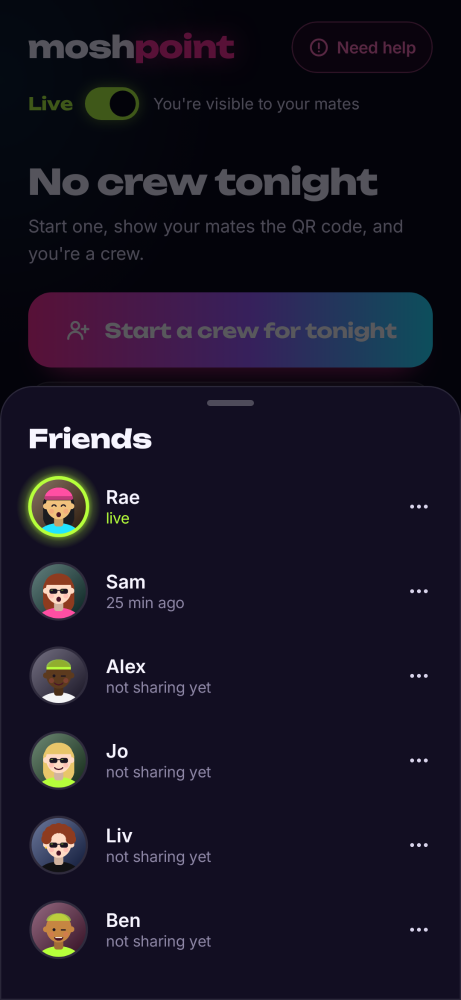 moshpoint
Need help
Live
You're visible to your mates
No crew tonight
Start one, show your mates the QR code, and
you're a crew.
Start a crew for tonight
Friends
Rae
live
Sam
25 min ago
Alex
not sharing yet
Jo
not sharing yet
Liv
not sharing yet
Ben
not sharing yet